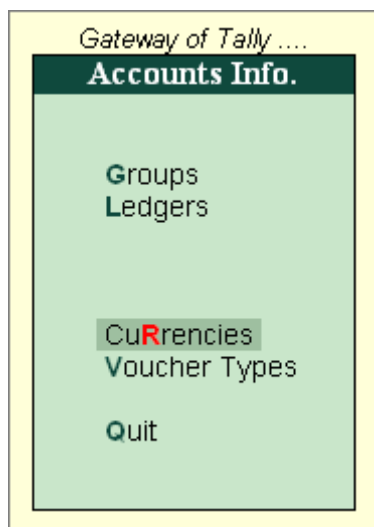 Gateway of Tally ....
Accounts Info.
Groups
Ledgers
CuRrencies
Voucher Types
Quit